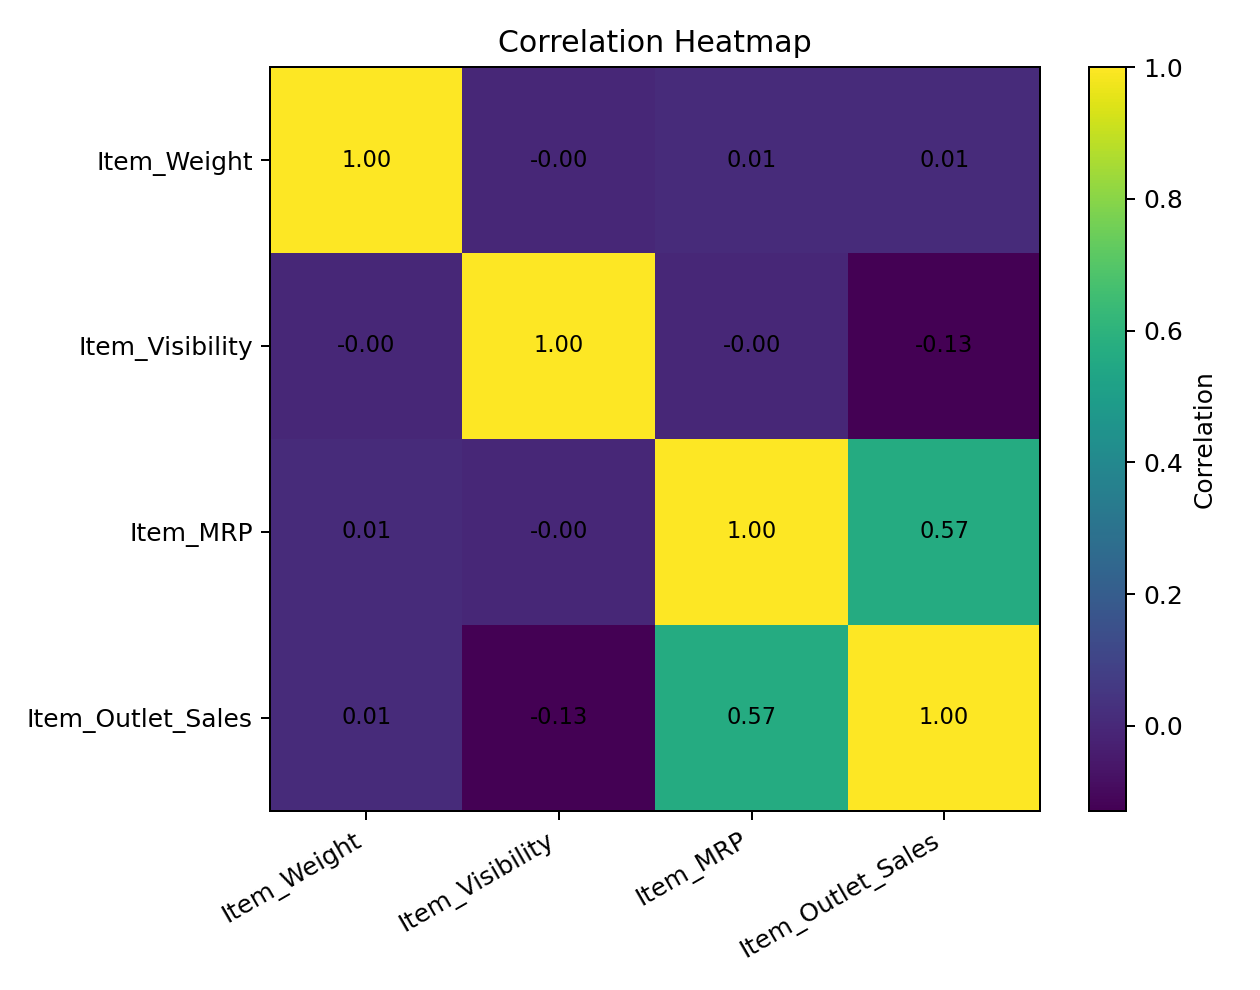 Correlation Heatmap
Item_Weight 1.00 -0.00 0.01 0.01
Item_Visibility -0.00 1.00 -0.00 -0.13
Item_MRP 0.01 -0.00 1.00 0.57
Item_Outlet_Sales 0.01 -0.13 0.57 1.00
Item_Weight Item_Visibility Item_MRP Item_Outlet_Sales
1.0
0.8
0.6
0.4
0.2
0.0
Correlation